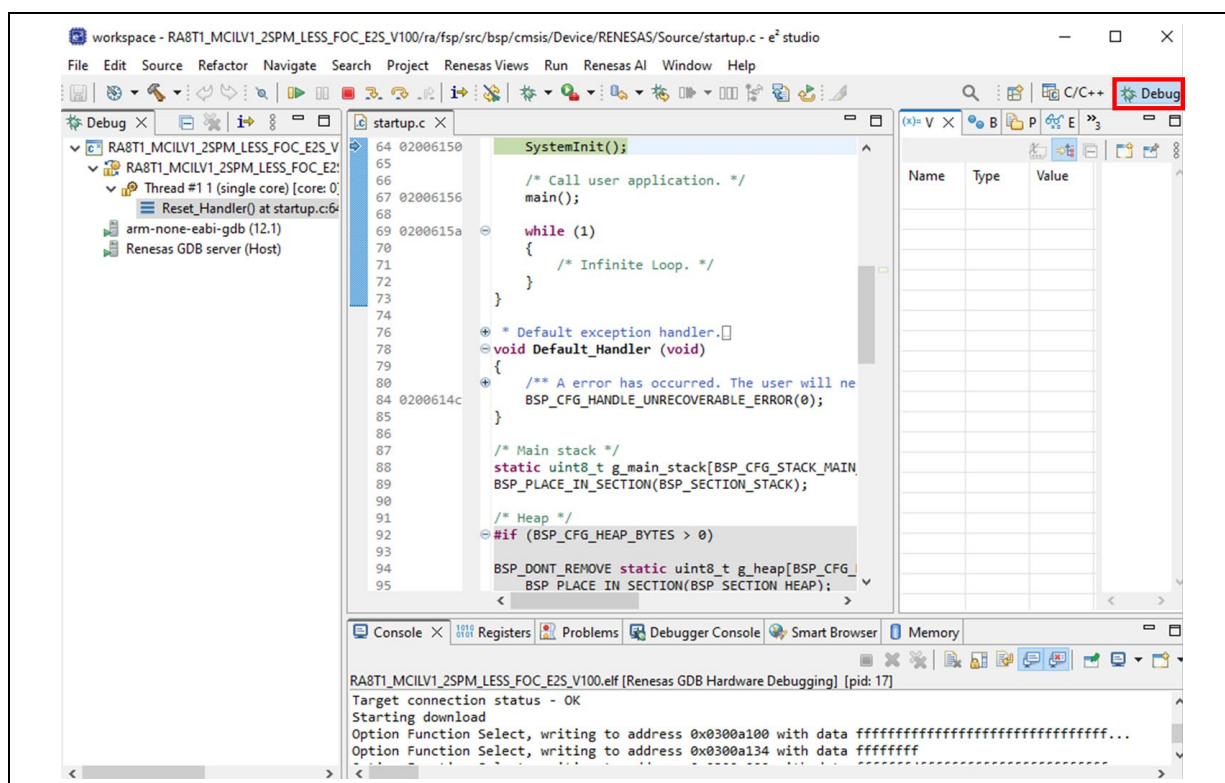 workspace - RA8T1_MCILV1_2SPM_LESS_FOC_E2S_V100/ra/fsp/src/bsp/cmsis/Device/RENESAS/Source/startup.c - e² studio
File Edit Source Refactor Navigate Search Project Renesas Views Run Renesas AI Window Help
C/C++ Debug
Debug
RA8T1_MCILV1_2SPM_LESS_FOC_E2S_V
RA8T1_MCILV1_2SPM_LESS_FOC_E2S
Thread #1 1 (single core) [core: 0]
Reset_Handler() at startup.c:64
arm-none-eabi-gdb (12.1)
Renesas GDB server (Host)
startup.c
64 02006150 SystemInit();
65
66 /* Call user application. */
67 02006156 main();
68
69 0200615a while (1)
70 {
71 /* Infinite Loop. */
72 }
73 }
74
76 * Default exception handler.
78 void Default_Handler (void)
79 {
80 /** A error has occurred. The user will ne
84 0200614c BSP_CFG_HANDLE_UNRECOVERABLE_ERROR(0);
85 }
86
87 /* Main stack */
88 static uint8_t g_main_stack[BSP_CFG_STACK_MAIN_
89 BSP_PLACE_IN_SECTION(BSP_SECTION_STACK);
90
91 /* Heap */
92 #if (BSP_CFG_HEAP_BYTES > 0)
93
94 BSP_DONT_REMOVE static uint8_t g_heap[BSP_CFG_
95 BSP_PLACE_IN_SECTION(BSP_SECTION_HEAP);
(x)= V B P E »3
Name Type Value
Console Registers Problems Debugger Console Smart Browser Memory
RA8T1_MCILV1_2SPM_LESS_FOC_E2S_V100.elf [Renesas GDB Hardware Debugging] [pid: 17]
Target connection status - OK
Starting download
Option Function Select, writing to address 0x0300a100 with data ffffffffffffffffffffffffffffffff...
Option Function Select, writing to address 0x0300a134 with data ffffffff